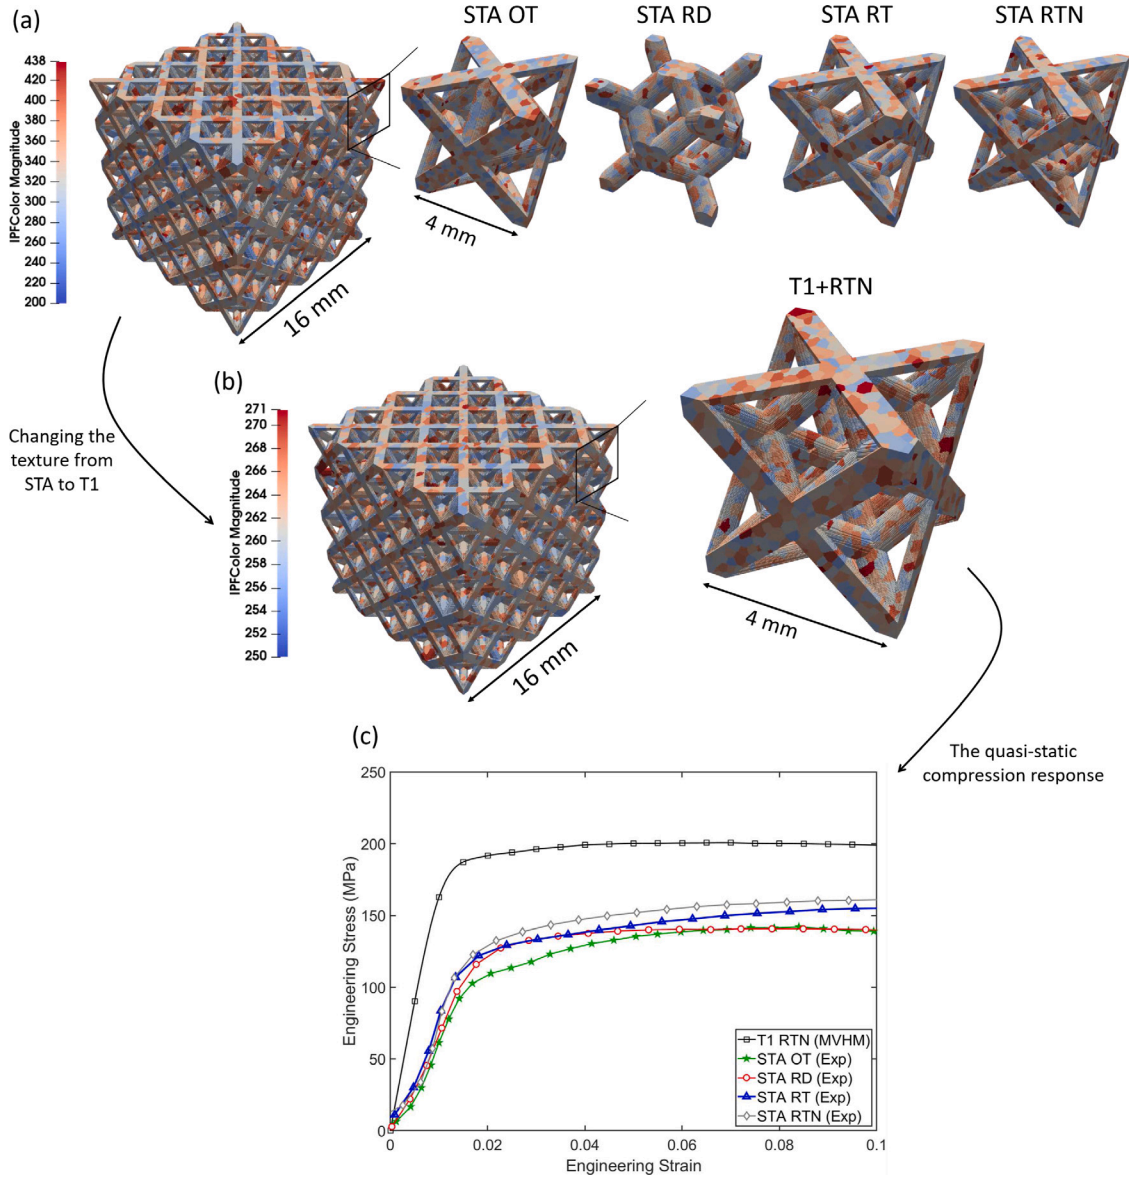 (a)
STA OT
STA RD
STA RT
STA RTN
438
420
400
380
360
340
320
300
280
260
240
220
200
IPFColor Magnitude
4 mm
16 mm
T1+RTN
(b)
271
270
268
266
264
262
260
258
256
254
252
250
IPFColor Magnitude
Changing the
texture from
STA to T1
16 mm
4 mm
The quasi-static
compression response
(c)
250
200
150
100
50
0
Engineering Stress (MPa)
T1 RTN (MVHM)
STA OT (Exp)
STA RD (Exp)
STA RT (Exp)
STA RTN (Exp)
0
0.02
0.04
0.06
0.08
0.1
Engineering Strain